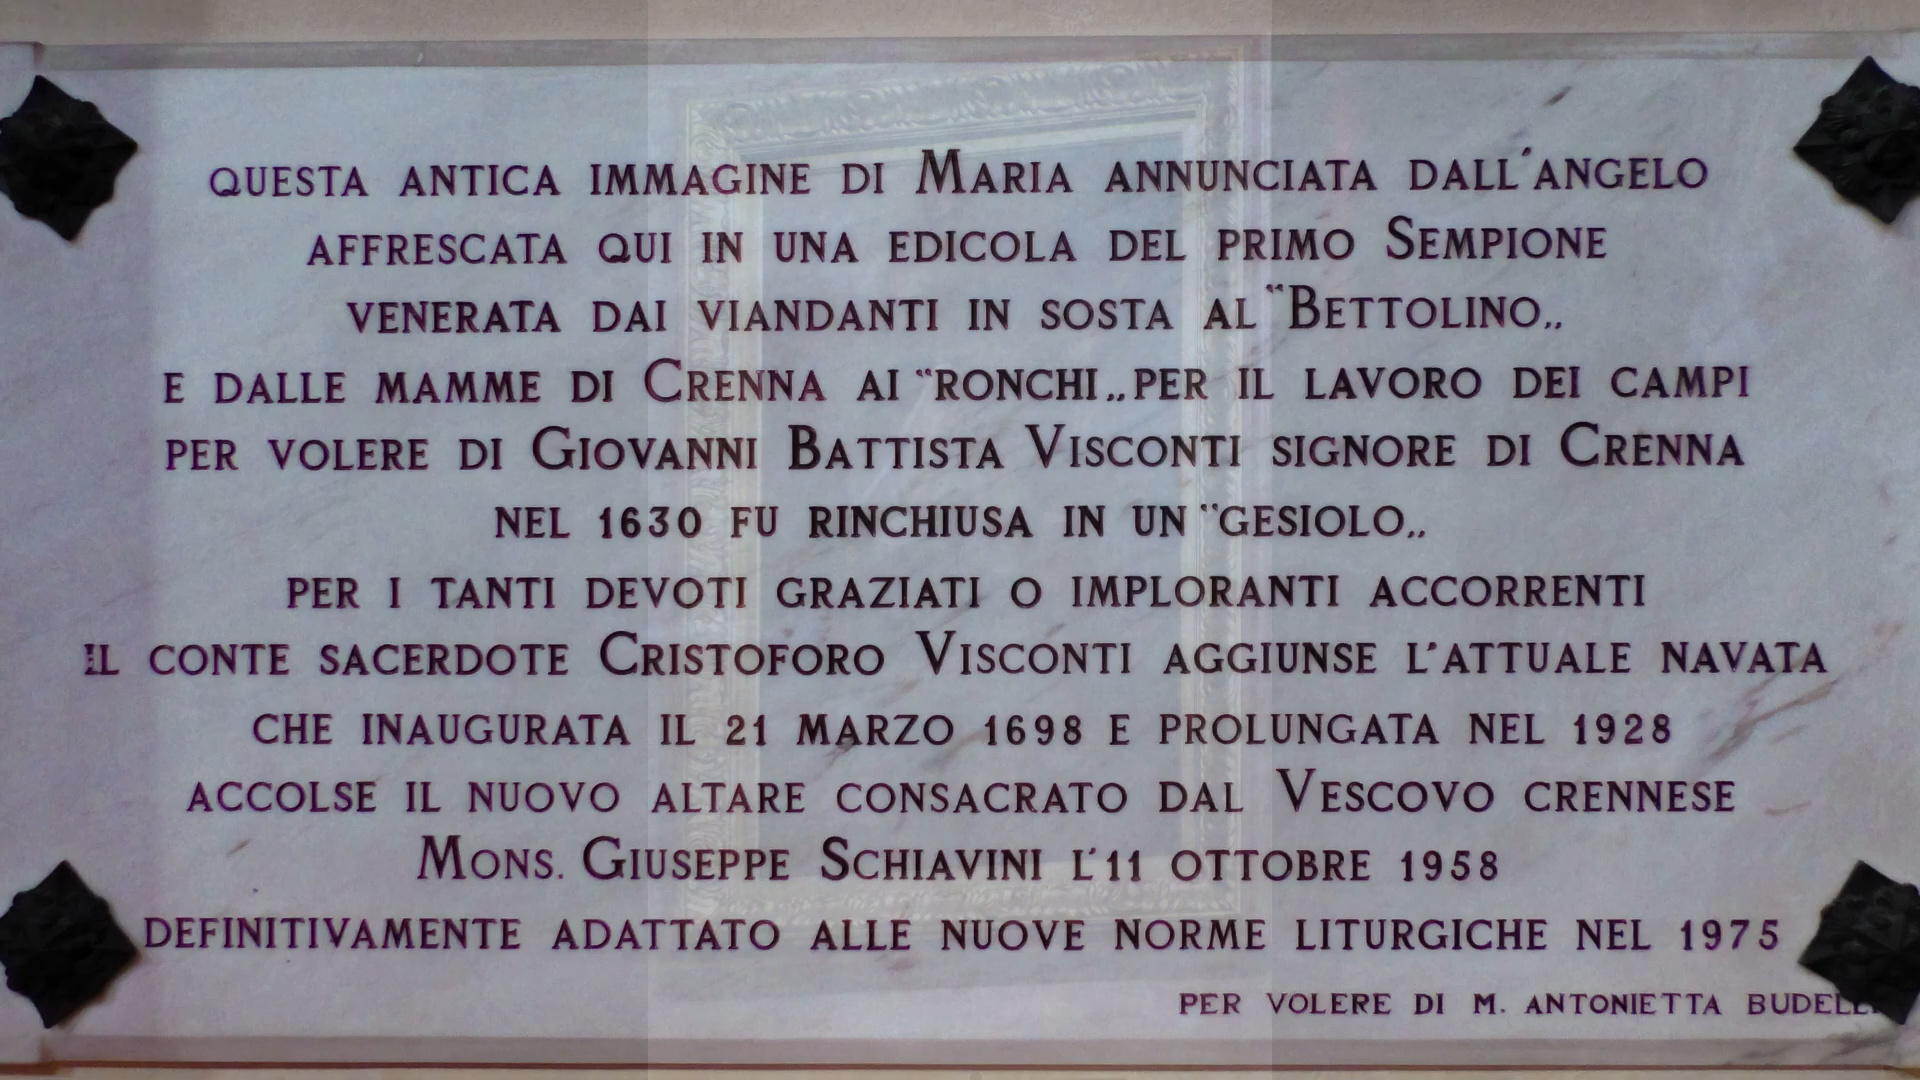 QUESTA ANTICA IMMAGINE DI MARIA ANNUNCIATA DALL'ANGELO
AFFRESCATA QUI IN UNA EDICOLA DEL PRIMO SEMPIONE
VENERATA DAI VIANDANTI IN SOSTA AL “BETTOLINO„
E DALLE MAMME DI CRENNA AI “RONCHI„ PER IL LAVORO DEI CAMPI
PER VOLERE DI GIOVANNI BATTISTA VISCONTI SIGNORE DI CRENNA
NEL 1630 FU RINCHIUSA IN UN “GESIOLO„
PER I TANTI DEVOTI GRAZIATI O IMPLORANTI ACCORRENTI
IL CONTE SACERDOTE CRISTOFORO VISCONTI AGGIUNSE L'ATTUALE NAVATA
CHE INAUGURATA IL 21 MARZO 1698 E PROLUNGATA NEL 1928
ACCOLSE IL NUOVO ALTARE CONSACRATO DAL VESCOVO CRENNESE
MONS. GIUSEPPE SCHIAVINI L'11 OTTOBRE 1958
DEFINITIVAMENTE ADATTATO ALLE NUOVE NORME LITURGICHE NEL 1975
PER VOLERE DI M. ANTONIETTA